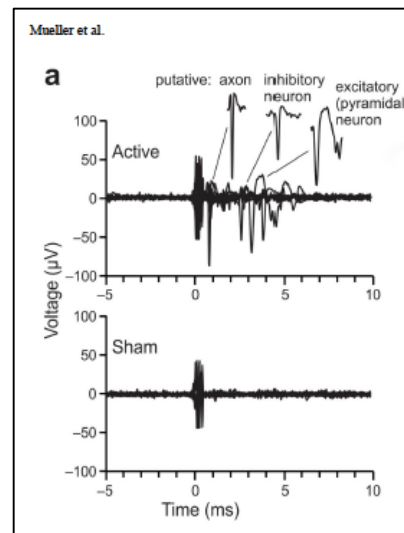 Mueller et al.
a
putative: axon
inhibitory
neuron
excitatory
(pyramidal)
neuron
100
50
0
−50
−100
Active
−5
0
5
10
Voltage (µV)
100
50
0
−50
−100
Sham
−5
0
5
10
Time (ms)